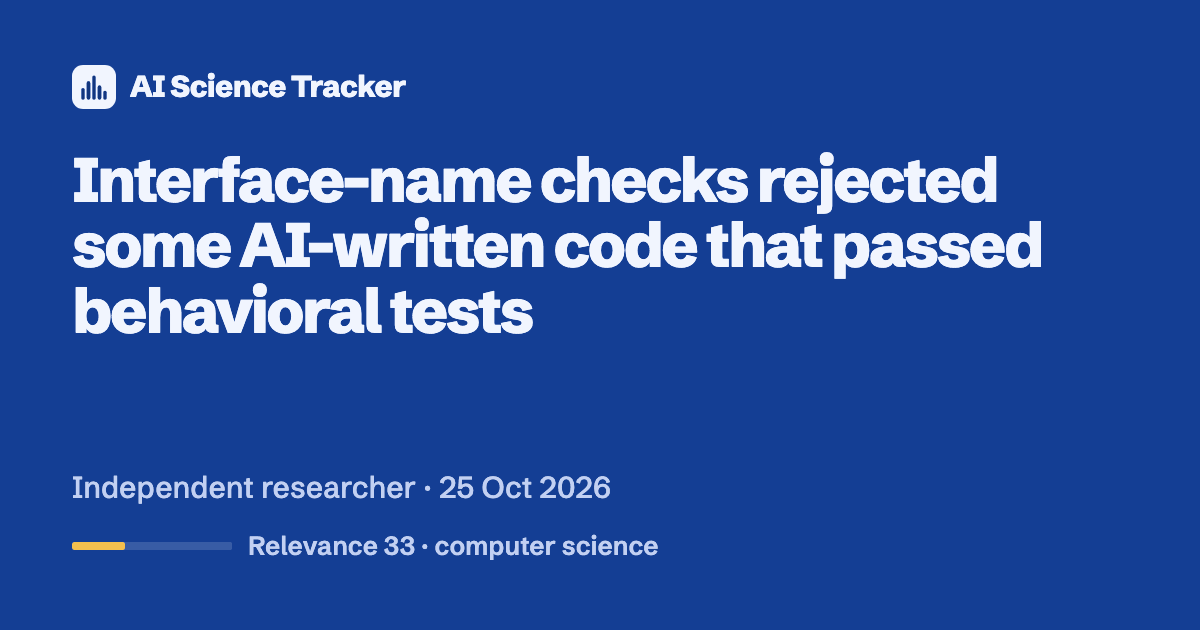 AI Science Tracker
Interface-name checks rejected
some AI-written code that passed
behavioral tests
Independent researcher · 25 Oct 2026
Relevance 33 · computer science